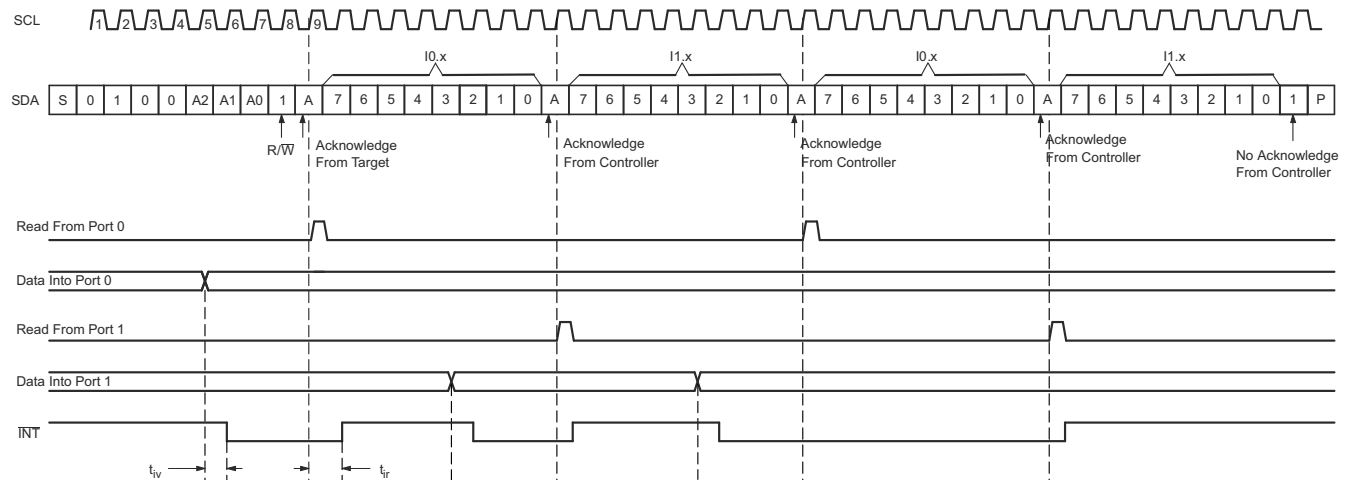 SCL
1 2 3 4 5 6 7 8 9
I0.x I1.x I0.x I1.x
SDA S 0 1 0 0 A2 A1 A0 1 A 7 6 5 4 3 2 1 0 A 7 6 5 4 3 2 1 0 A 7 6 5 4 3 2 1 0 A 7 6 5 4 3 2 1 0 1 P
R/W̅
Acknowledge
From Target
Acknowledge
From Controller
Acknowledge
From Controller
Acknowledge
From Controller
No Acknowledge
From Controller
Read From Port 0
Data Into Port 0
Read From Port 1
Data Into Port 1
I̅N̅T̅
tiv tir